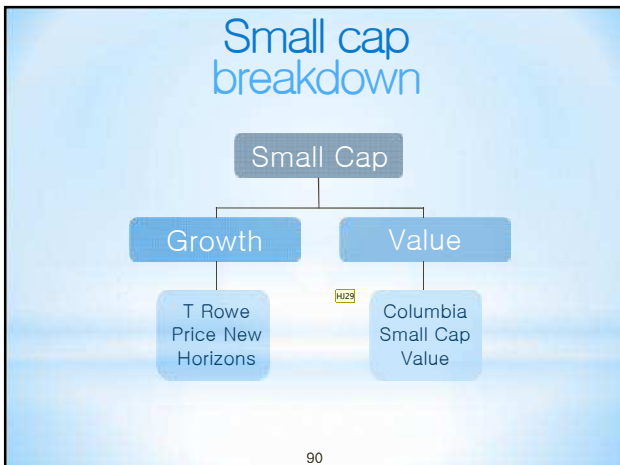 Small cap
breakdown
Small Cap
Growth
Value
T Rowe
Price New
Horizons
HJ29
Columbia
Small Cap
Value
90